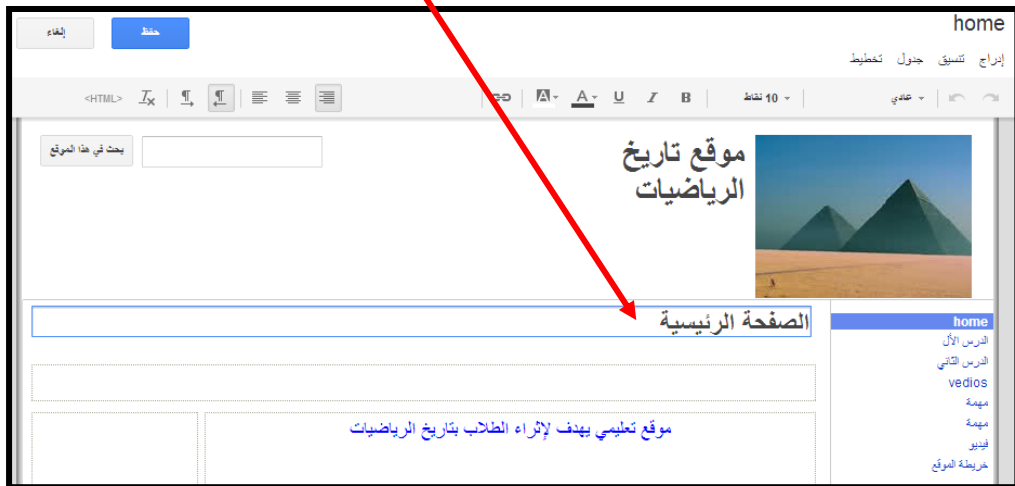 home
حفظ
إلغاء
إدراج تنسيق جدول تخطيط
عادي
10 نقاط
B I U A A
<HTML>
موقع تاريخ
الرياضيات
بحث في هذا الموقع
home
الدرس الأل
الدرس الثاني
vedios
مهمة
مهمة
فيديو
خريطة الموقع
الصفحة الرئيسية
موقع تعليمي يهدف لإثراء الطلاب بتاريخ الرياضيات